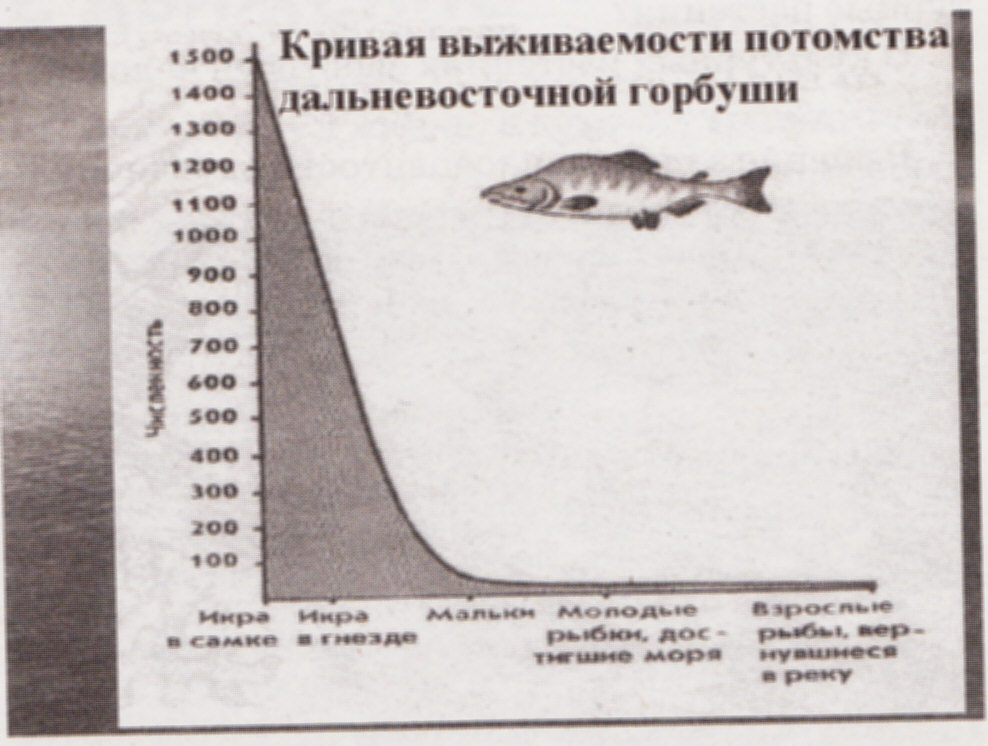 Кривая выживаемости потомства
дальневосточной горбуши
1500
1400
1300
1200
1100
1000
900
800
700
600
500
400
300
200
100
Численность
Икра
в самке
Икра
в гнезде
Мальки
Молодые
рыбки, дос-
тигшие моря
Взрослые
рыбы, вер-
нувшиеся
в реку